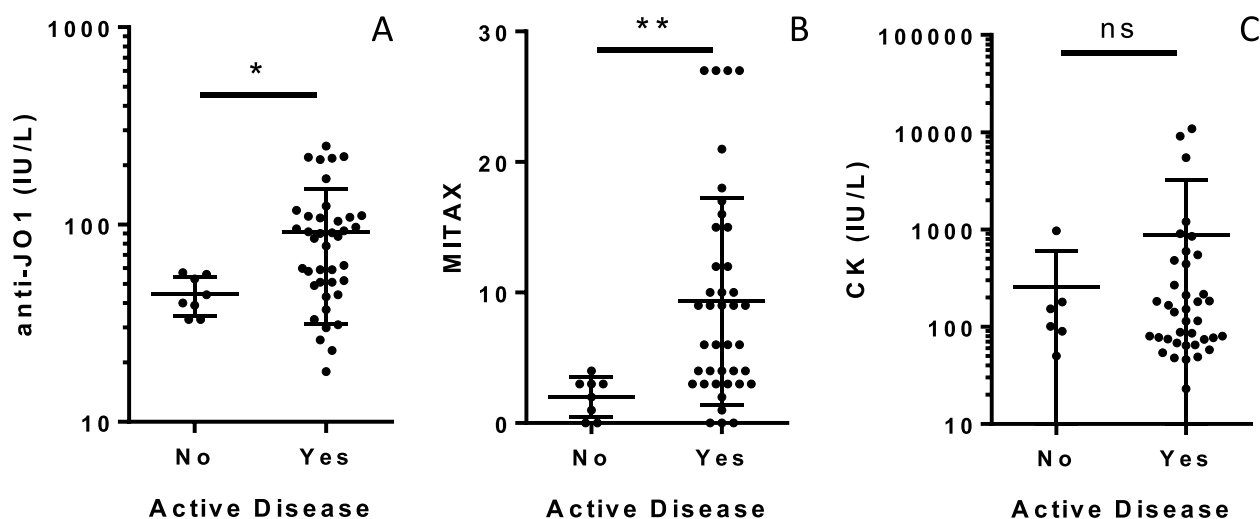 A
1000
100
10
anti-JO1 (IU/L)
*
No Yes
Active Disease
B
30
20
10
0
MITAX
**
No Yes
Active Disease
C
100000
10000
1000
100
10
CK (IU/L)
ns
No Yes
Active Disease